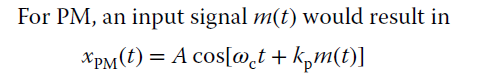 For PM, an input signal m(t) would result in
x_PM(t) = A cos[ω_c t + k_p m(t)]